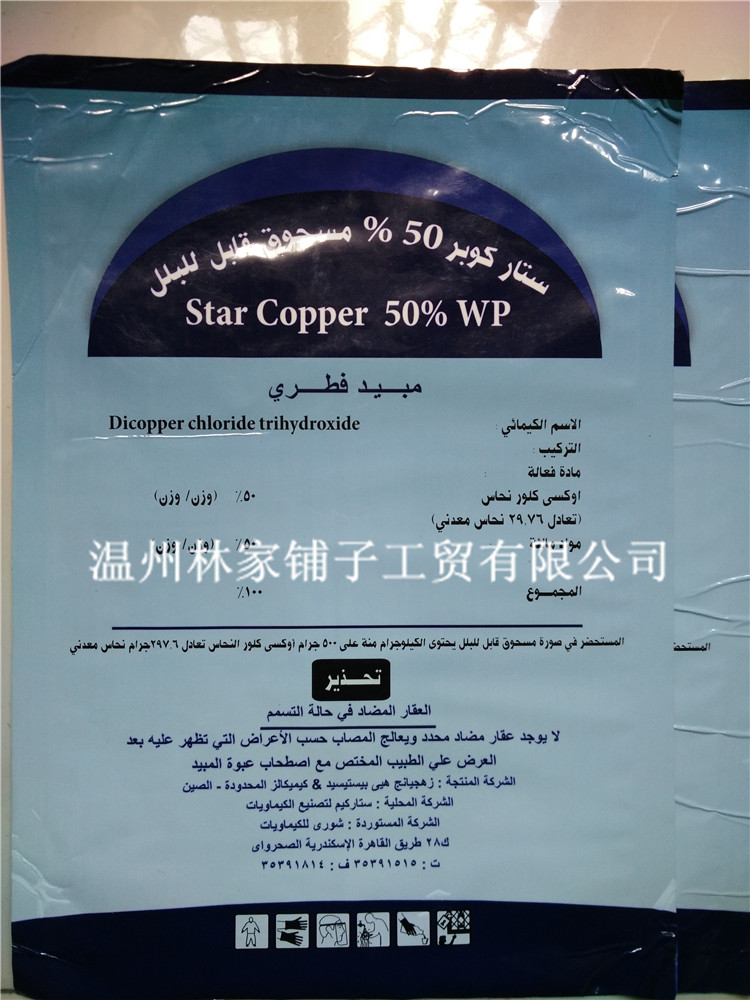 ستار كوبر 50 % مسحوق قابل للبلل
Star Copper 50% WP
مبيد فطري
الاسم الكيمائي : Dicopper chloride trihydroxide
التركيب :
مادة فعالة :
اوكسى كلور نحاس ٥٠٪ (وزن/ وزن)
(تعادل ٢٩.٧٦ نحاس معدني)
مواد ٥٠٪ (وزن/ وزن)
温州林家铺子工贸有限公司
المجموع ١٠٠٪
المستحضر في صورة مسحوق قابل للبلل يحتوى الكيلوجرام منة على ٥٠٠ جرام أوكسى كلور النحاس تعادل ٢٩٧.٦جرام نحاس معدني
المستحض
تحذير
العقار المضاد في حالة التسمم
لا يوجد عقار مضاد محدد ويعالج المصاب حسب الأعراض التي تظهر عليه بعد
العرض علي الطبيب المختص مع اصطحاب عبوة المبيد
الشركة المنتجة : زهجيانج هيى بيستيسيد & كيميكالز المحدودة - الصين
الشركة المحلية : ستاركيم لتصنيع الكيماويات
الشركة المستوردة : شورى للكيماويات
ك٢٨ طريق القاهرة الإسكندرية الصحرواى
ت : ٣٥٣٩١٥١٥ ف : ٣٥٣٩١٨١٤